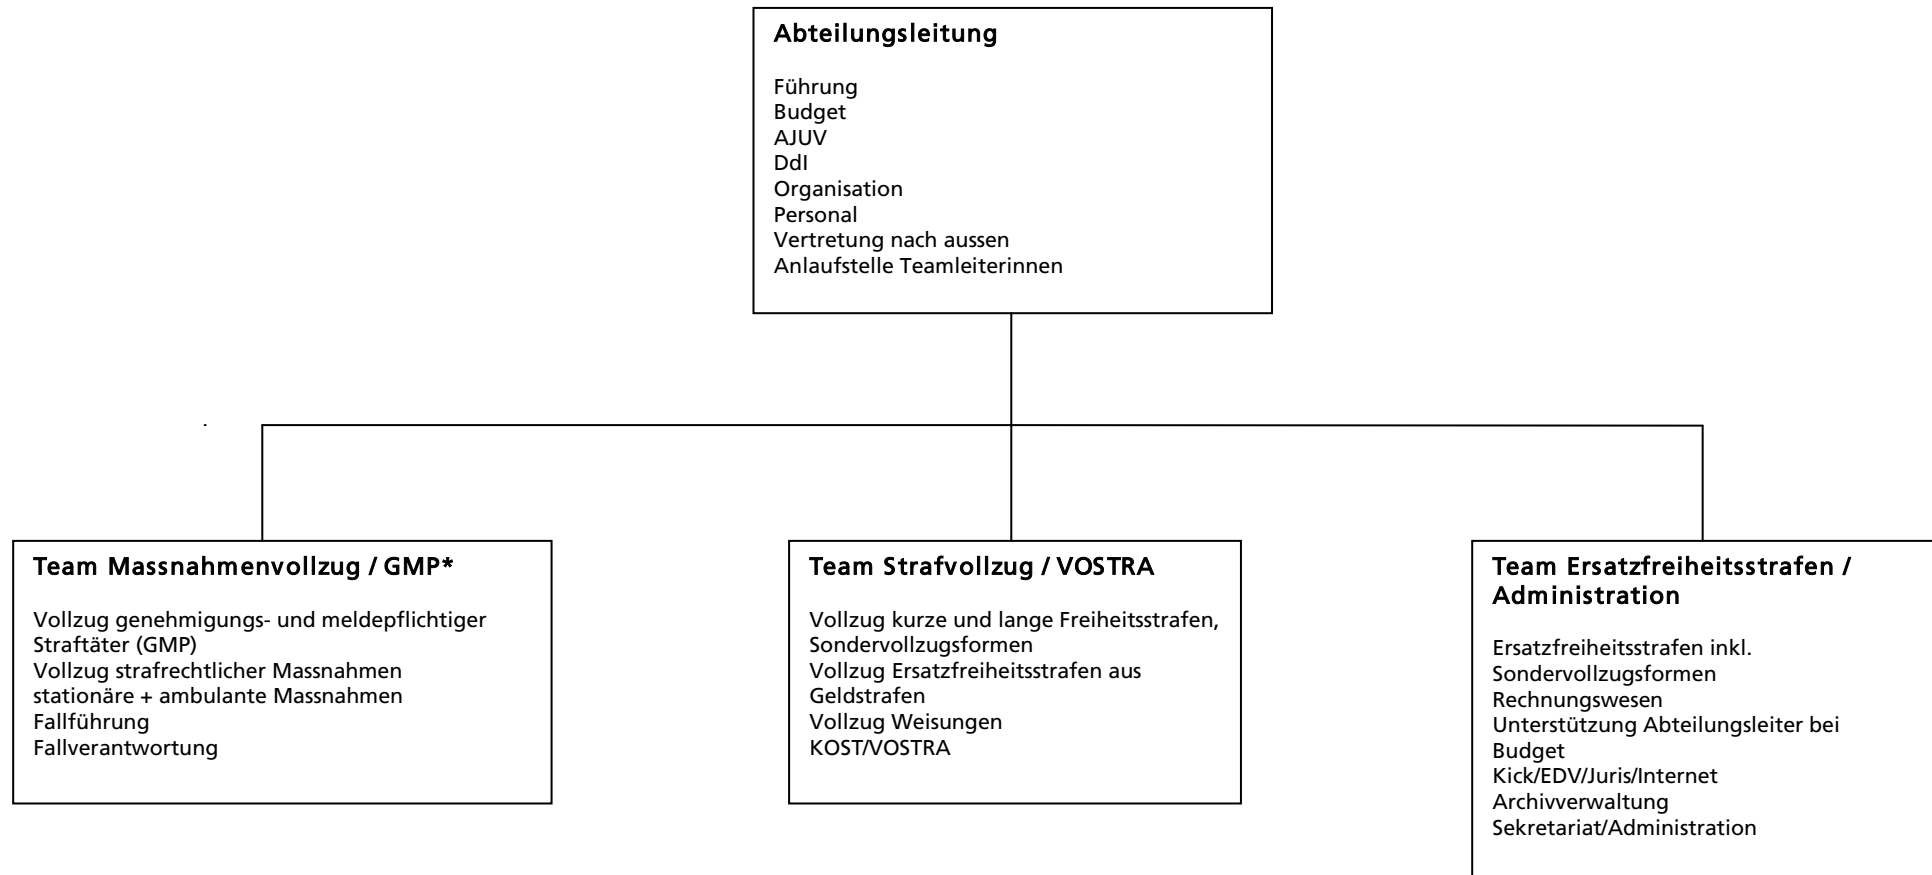 Abteilungsleitung
Führung
Budget
AJUV
DdI
Organisation
Personal
Vertretung nach aussen
Anlaufstelle Teamleiterinnen
Team Massnahmenvollzug / GMP*
Vollzug genehmigungs- und meldepflichtiger
Straftäter (GMP)
Vollzug strafrechtlicher Massnahmen
stationäre + ambulante Massnahmen
Fallführung
Fallverantwortung
Team Strafvollzug / VOSTRA
Vollzug kurze und lange Freiheitsstrafen,
Sondervollzugsformen
Vollzug Ersatzfreiheitsstrafen aus
Geldstrafen
Vollzug Weisungen
KOST/VOSTRA
Team Ersatzfreiheitsstrafen /
Administration
Ersatzfreiheitsstrafen inkl.
Sondervollzugsformen
Rechnungswesen
Unterstützung Abteilungsleiter bei
Budget
Kick/EDV/Juris/Internet
Archivverwaltung
Sekretariat/Administration